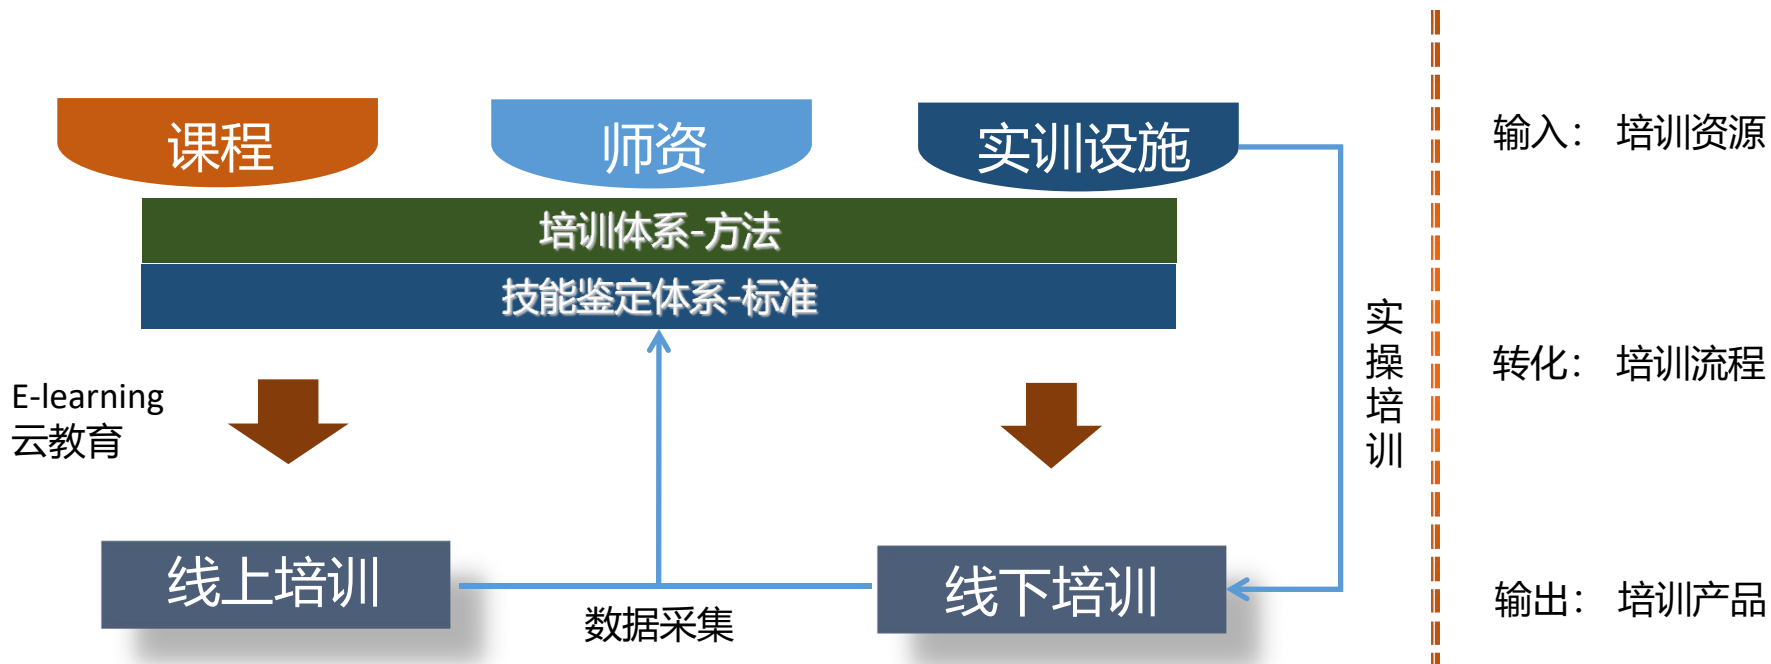 课程
师资
实训设施
输入： 培训资源
培训体系-方法
技能鉴定体系-标准
实操培训
转化： 培训流程
E-learning
云教育
线上培训
线下培训
数据采集
输出： 培训产品